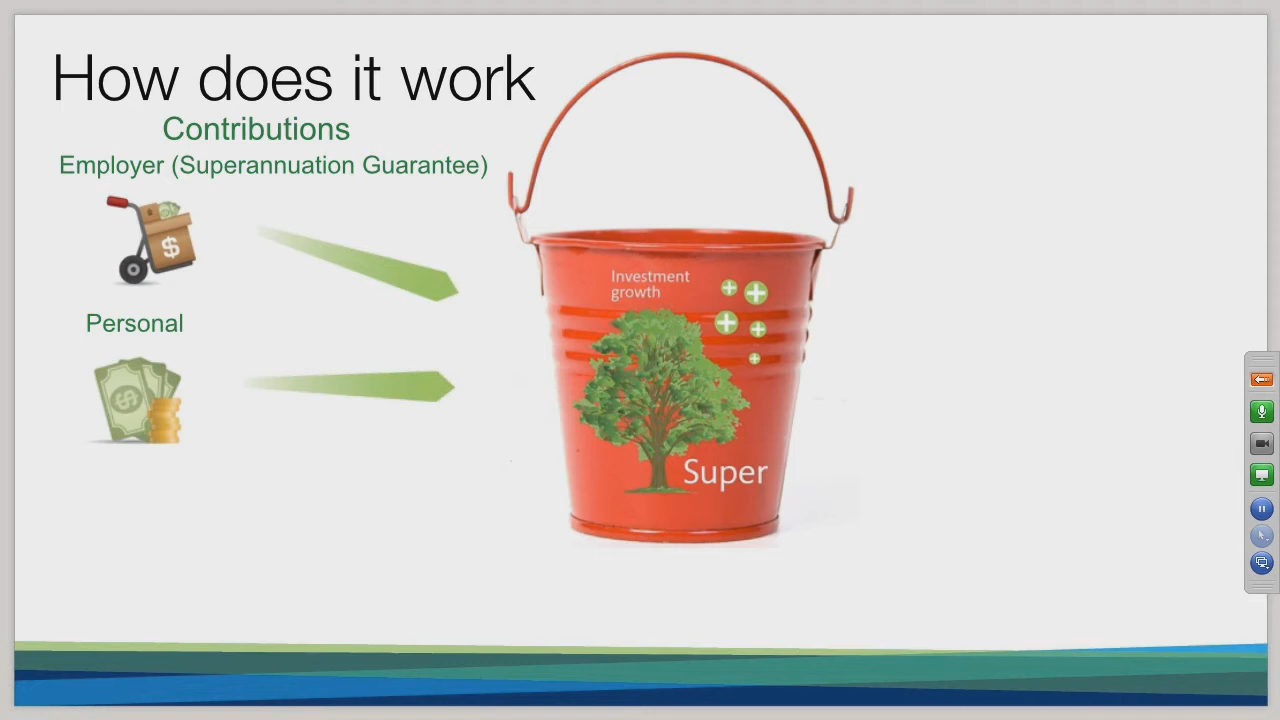 How does it work
Contributions
Employer (Superannuation Guarantee)
$
Personal
$
Investment
growth
Super